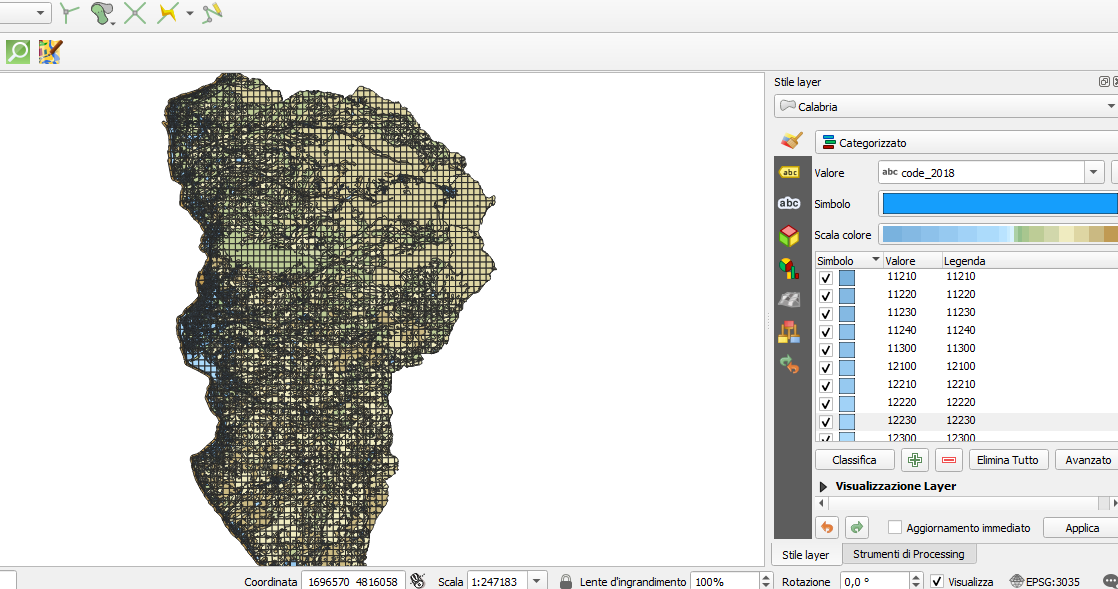 Stile layer
Calabria
Categorizzato
abc
Valore abc code_2018
abc Simbolo
Scala colore
Simbolo Valore Legenda
11210 11210
11220 11220
11230 11230
11240 11240
11300 11300
12100 12100
12210 12210
12220 12220
12230 12230
12300 12300
Classifica Elimina Tutto Avanzato
Visualizzazione Layer
Aggiornamento immediato Applica
Stile layer Strumenti di Processing
Coordinata 1696570 4816058 Scala 1:247183 Lente d'ingrandimento 100% Rotazione 0,0 ° Visualizza EPSG:3035